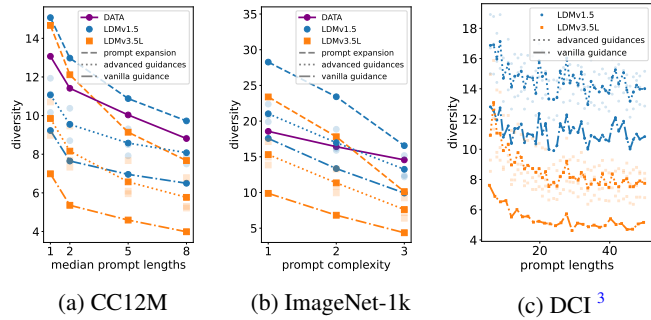 DATA
LDMv1.5
LDMv3.5L
prompt expansion
advanced guidances
vanilla guidance
diversity
14
12
10
8
6
4
1
2
5
8
median prompt lengths
(a) CC12M
DATA
LDMv1.5
LDMv3.5L
prompt expansion
advanced guidances
vanilla guidance
diversity
35
30
25
20
15
10
5
1
2
3
prompt complexity
(b) ImageNet-1k
LDMv1.5
LDMv3.5L
advanced guidances
vanilla guidance
diversity
18
16
14
12
10
8
6
4
20
40
prompt lengths
(c) DCI 3